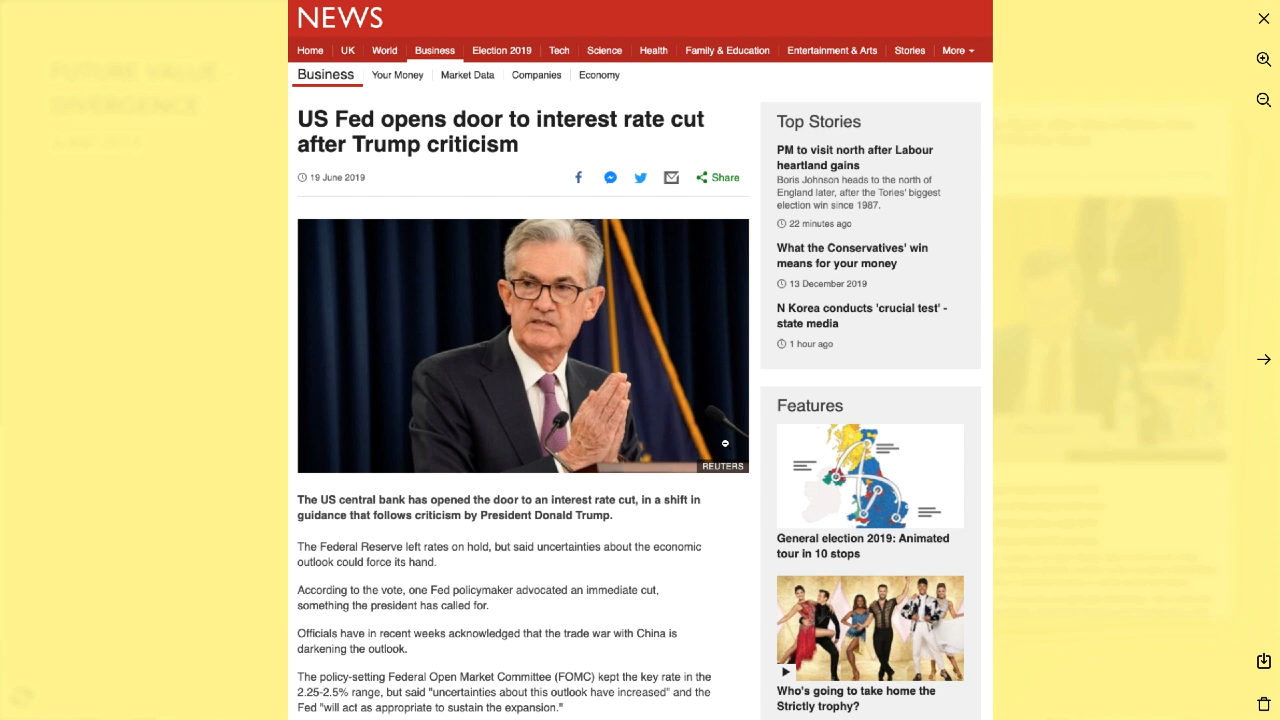 FUTURE VALUE
DIVERGENCE
NEWS
Home
UK
World
Business
Election 2019
Tech
Science
Health
Family & Education
Entertainment & Arts
Stories
More
Business
Your Money
Market Data
Companies
Economy
US Fed opens door to interest rate cut
after Trump criticism
19 June 2019
Share
REUTERS
The US central bank has opened the door to an interest rate cut, in a shift in
guidance that follows criticism by President Donald Trump.
The Federal Reserve left rates on hold, but said uncertainties about the economic
outlook could force its hand.
According to the vote, one Fed policymaker advocated an immediate cut,
something the president has called for.
Officials have in recent weeks acknowledged that the trade war with China is
darkening the outlook.
The policy-setting Federal Open Market Committee (FOMC) kept the key rate in the
2.25-2.5% range, but said "uncertainties about this outlook have increased" and the
Fed "will act as appropriate to sustain the expansion."
Top Stories
PM to visit north after Labour
heartland gains
Boris Johnson heads to the north of
England later, after the Tories' biggest
election win since 1987.
22 minutes ago
What the Conservatives' win
means for your money
13 December 2019
N Korea conducts 'crucial test' -
state media
1 hour ago
Features
General election 2019: Animated
tour in 10 stops
Who's going to take home the
Strictly trophy?